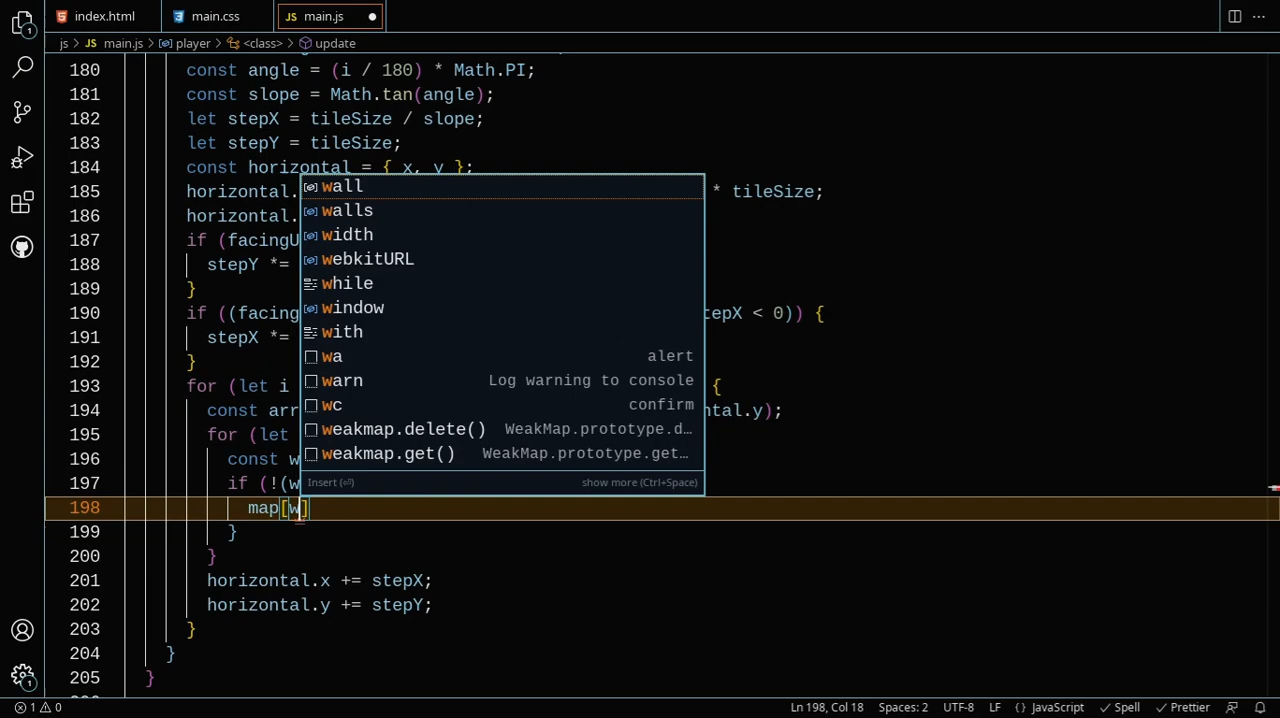 index.html main.css JS main.js
js > JS main.js > player > <class> > update
180 const angle = (i / 180) * Math.PI;
181 const slope = Math.tan(angle);
182 let stepX = tileSize / slope;
183 let stepY = tileSize;
184 const horizontal = { x, y };
185 horizontal. * tileSize;
wall
186 horizontal.
walls
187 if (facingU
width
188 stepY *=
webkitURL
189 }
while
190 if ((facing tepX < 0)) {
window
191 stepX *=
with
192 }
wa alert
193 for (let i {
warn Log warning to console
194 const arr ntal.y);
wc confirm
195 for (let
weakmap.delete() WeakMap.prototype.d…
196 const w
weakmap.get() WeakMap.prototype.get…
197 if (!(w
Insert (⏎) show more (Ctrl+Space)
198 map[w]
199 }
200 }
201 horizontal.x += stepX;
202 horizontal.y += stepY;
203 }
204 }
205 }
1 0 Ln 198, Col 18 Spaces: 2 UTF-8 LF {} JavaScript Spell Prettier